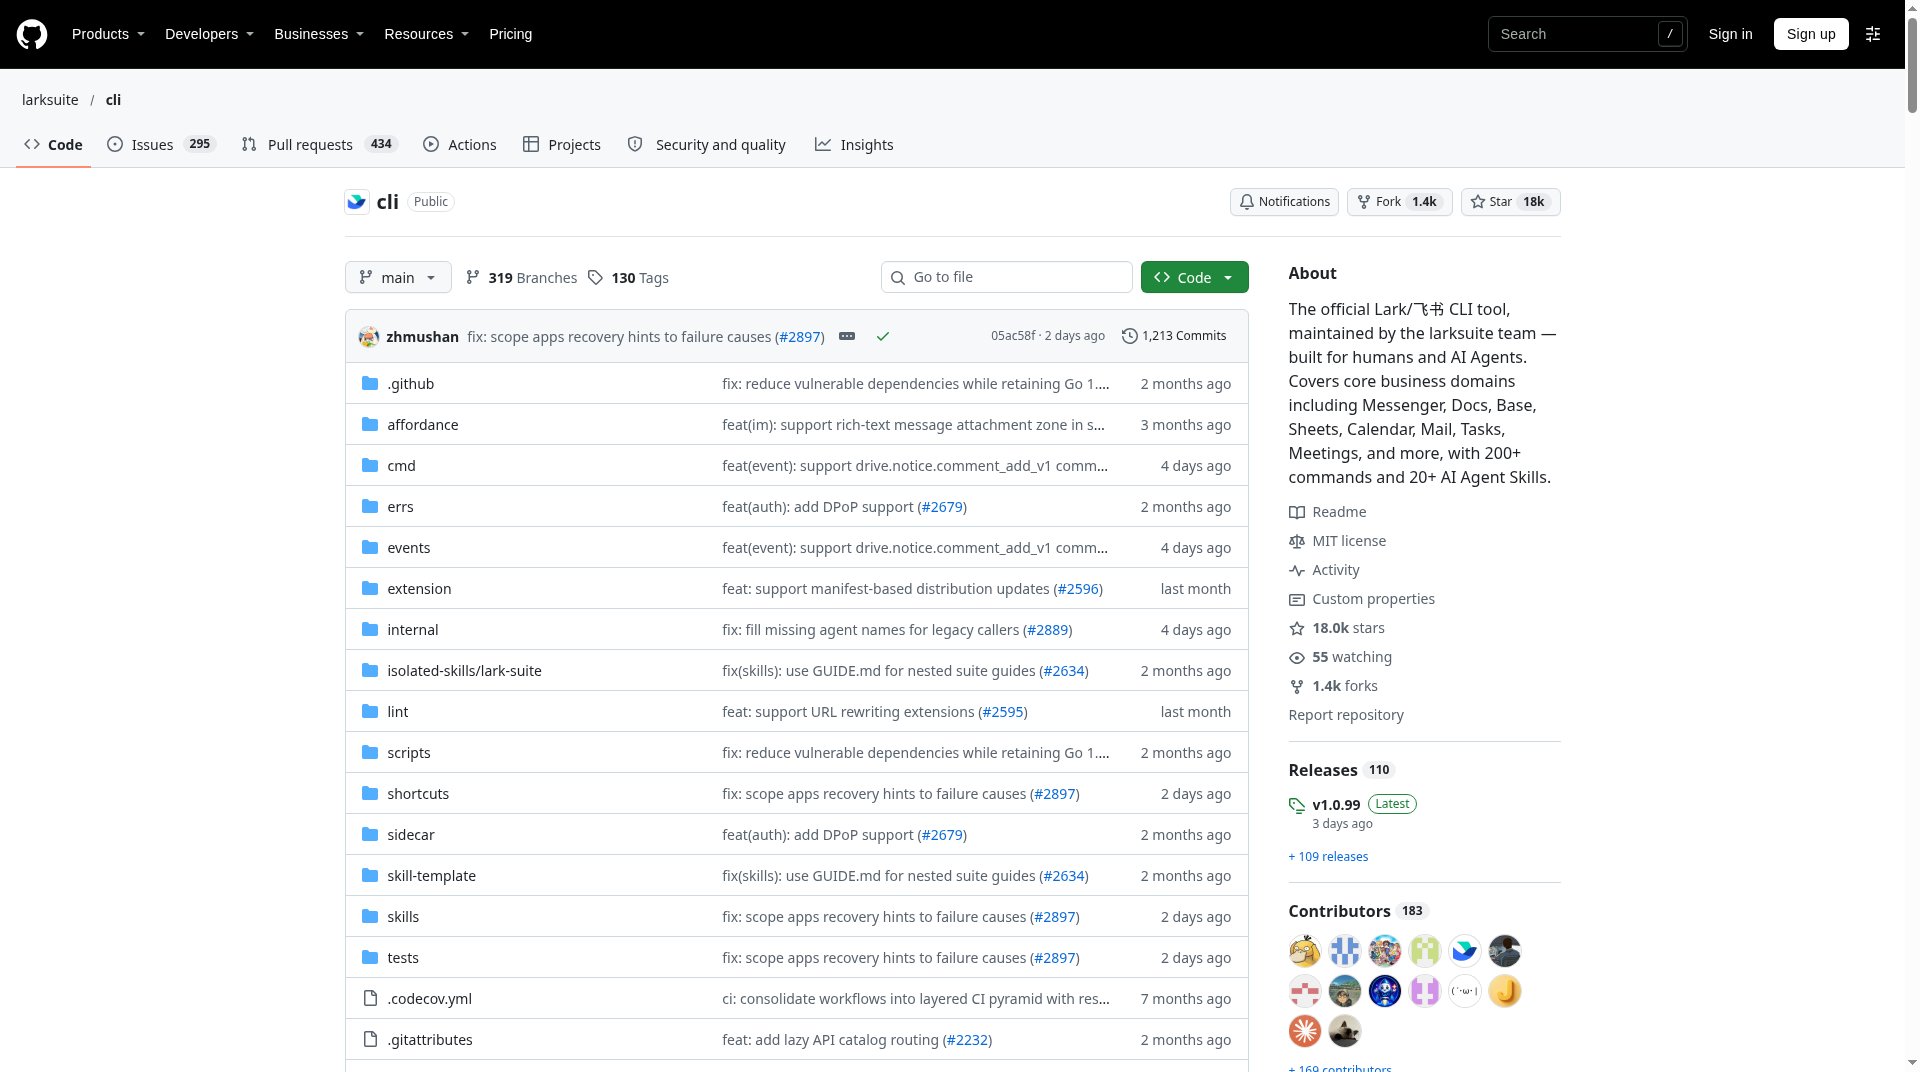 Products
Developers
Businesses
Resources
Pricing
Search
/
Sign in
Sign up
larksuite / cli
Code
Issues 295
Pull requests 434
Actions
Projects
Security and quality
Insights
cli Public
Notifications
Fork 1.4k
Star 18k
main
319 Branches
130 Tags
Go to file
Code
zhmushan fix: scope apps recovery hints to failure causes (#2897) 05ac58f · 2 days ago 1,213 Commits
.github fix: reduce vulnerable dependencies while retaining Go 1.... 2 months ago
affordance feat(im): support rich-text message attachment zone in s... 3 months ago
cmd feat(event): support drive.notice.comment_add_v1 comm... 4 days ago
errs feat(auth): add DPoP support (#2679) 2 months ago
events feat(event): support drive.notice.comment_add_v1 comm... 4 days ago
extension feat: support manifest-based distribution updates (#2596) last month
internal fix: fill missing agent names for legacy callers (#2889) 4 days ago
isolated-skills/lark-suite fix(skills): use GUIDE.md for nested suite guides (#2634) 2 months ago
lint feat: support URL rewriting extensions (#2595) last month
scripts fix: reduce vulnerable dependencies while retaining Go 1.... 2 months ago
shortcuts fix: scope apps recovery hints to failure causes (#2897) 2 days ago
sidecar feat(auth): add DPoP support (#2679) 2 months ago
skill-template fix(skills): use GUIDE.md for nested suite guides (#2634) 2 months ago
skills fix: scope apps recovery hints to failure causes (#2897) 2 days ago
tests fix: scope apps recovery hints to failure causes (#2897) 2 days ago
.codecov.yml ci: consolidate workflows into layered CI pyramid with res... 7 months ago
.gitattributes feat: add lazy API catalog routing (#2232) 2 months ago
About
The official Lark/飞书 CLI tool,
maintained by the larksuite team —
built for humans and AI Agents.
Covers core business domains
including Messenger, Docs, Base,
Sheets, Calendar, Mail, Tasks,
Meetings, and more, with 200+
commands and 20+ AI Agent Skills.
Readme
MIT license
Activity
Custom properties
18.0k stars
55 watching
1.4k forks
Report repository
Releases 110
v1.0.99 Latest
3 days ago
+ 109 releases
Contributors 183
+ 169 contributors